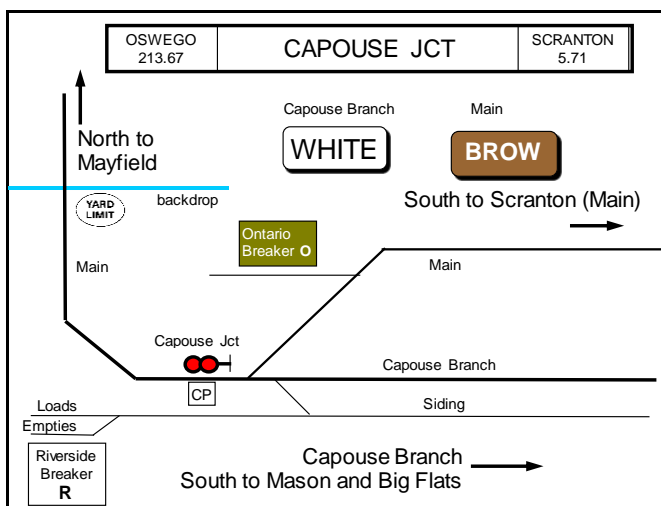 OSWEGO
213.67
CAPOUSE JCT
SCRANTON
5.71
Capouse Branch
Main
WHITE
BROW
North to
Mayfield
YARD
LIMIT
backdrop
South to Scranton (Main)
Ontario
Breaker O
Main
Main
Capouse Jct
Capouse Branch
CP
Loads
Siding
Empties
Riverside
Breaker
R
Capouse Branch
South to Mason and Big Flats